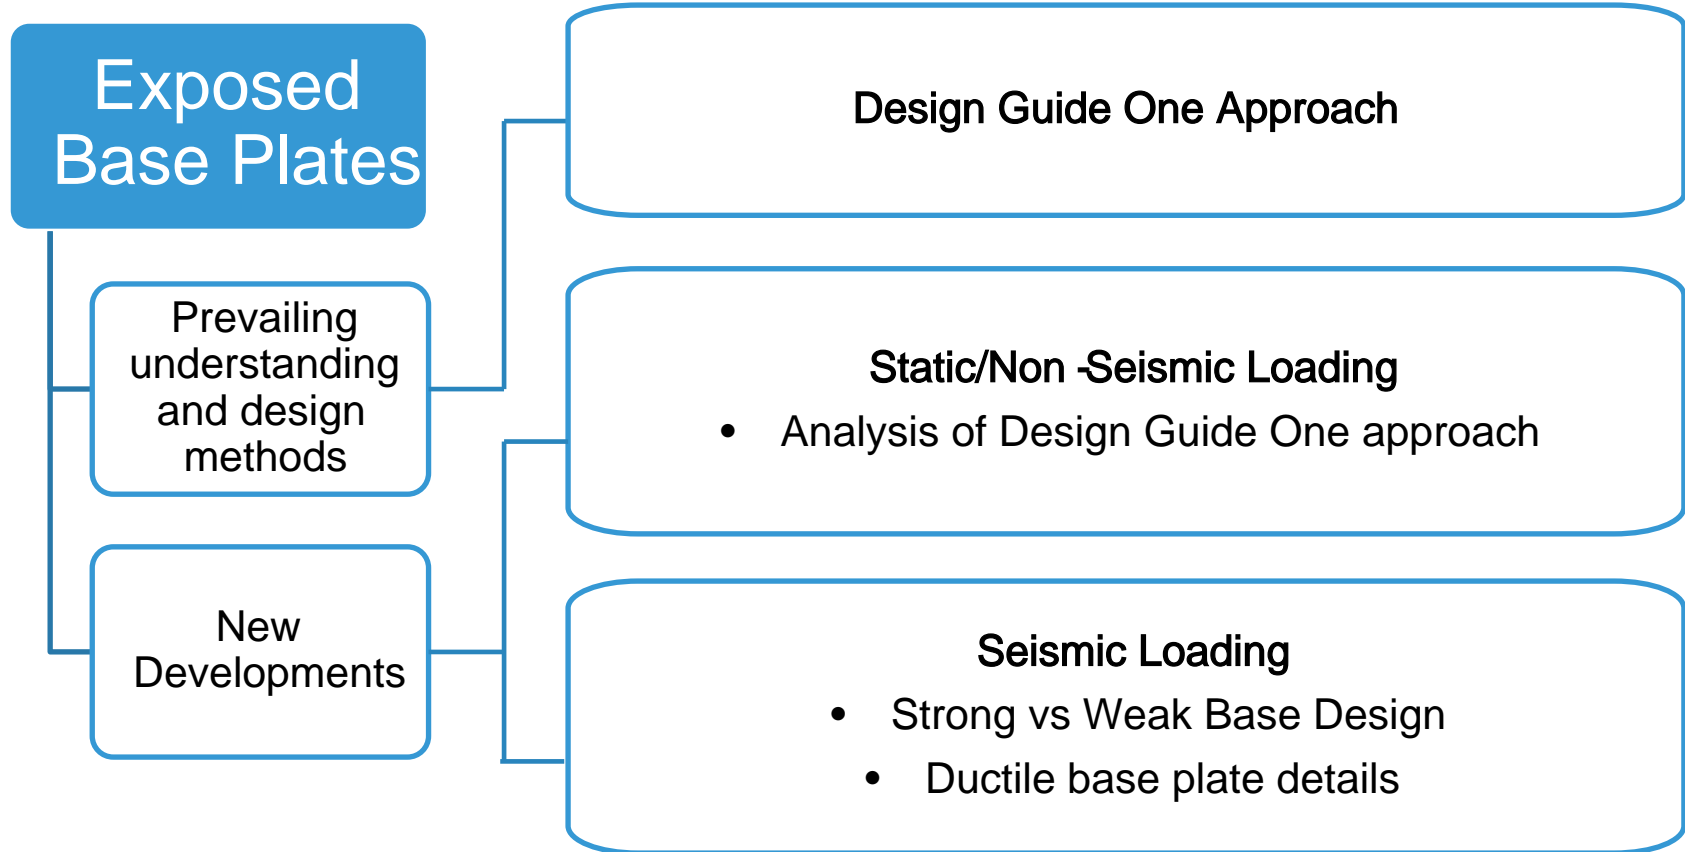 Exposed
Base Plates
Prevailing
understanding
and design
methods
New
Developments
Design Guide One Approach
Static/Non -Seismic Loading
• Analysis of Design Guide One approach
Seismic Loading
• Strong vs Weak Base Design
• Ductile base plate details